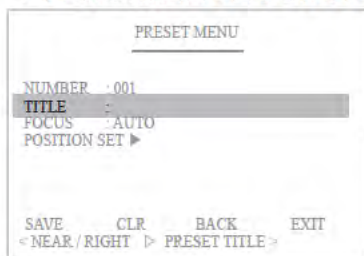 PRESET MENU
NUMBER : 001
TITLE :
FOCUS : AUTO
POSITION SET ▶
SAVE CLR BACK EXIT
< NEAR / RIGHT ▷ PRESET TITLE >